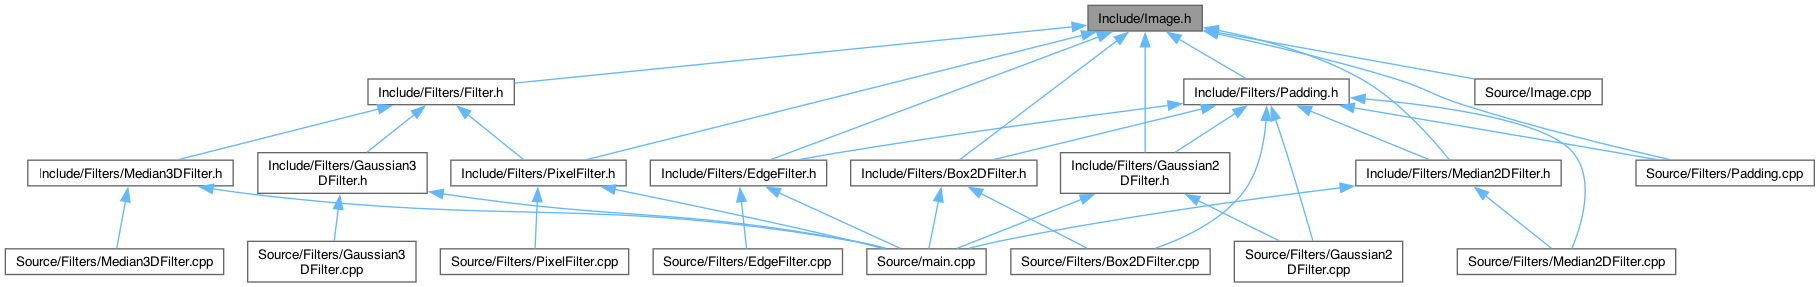 Include/Image.h
Include/Filters/Filter.h
Include/Filters/Padding.h
Source/Image.cpp
Include/Filters/Median3DFilter.h
Include/Filters/Gaussian3
DFilter.h
Include/Filters/PixelFilter.h
Include/Filters/EdgeFilter.h
Include/Filters/Box2DFilter.h
Include/Filters/Gaussian2
DFilter.h
Include/Filters/Median2DFilter.h
Source/Filters/Padding.cpp
Source/Filters/Median3DFilter.cpp
Source/Filters/Gaussian3
DFilter.cpp
Source/Filters/PixelFilter.cpp
Source/Filters/EdgeFilter.cpp
Source/main.cpp
Source/Filters/Box2DFilter.cpp
Source/Filters/Gaussian2
DFilter.cpp
Source/Filters/Median2DFilter.cpp